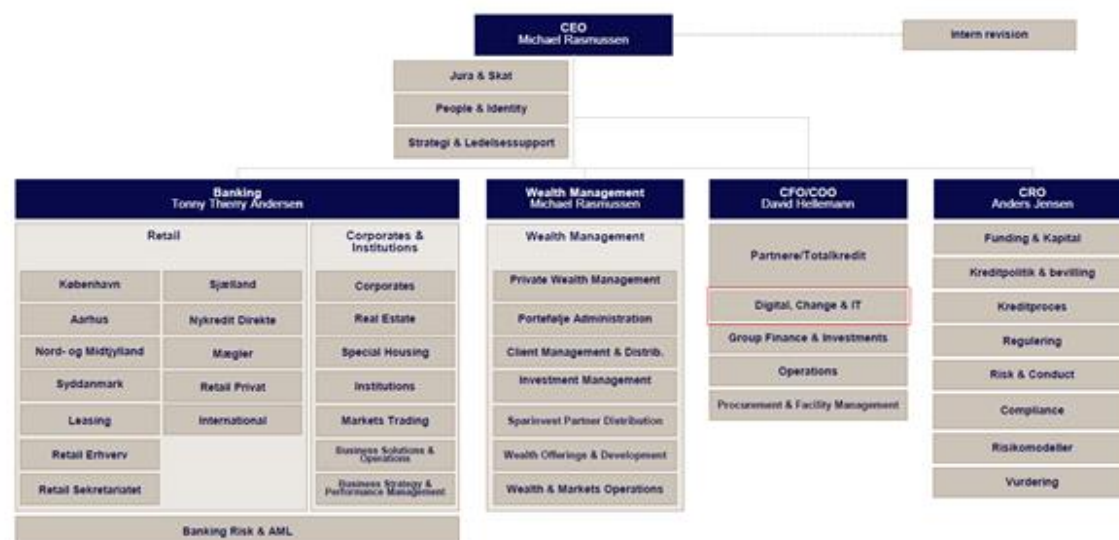 CEO
Michael Rasmussen
Intern revision
Jura & Skat
People & Identity
Strategi & Ledelsessupport
Banking
Tonny Thierry Andersen
Wealth Management
Michael Rasmussen
CFO/COO
David Hellemann
CRO
Anders Jensen
Retail
København
Aarhus
Nord- og Midtjylland
Syddanmark
Leasing
Retail Erhverv
Retail Sekretariatet
Sjælland
Nykredit Direkte
Mægler
Retail Privat
International
Corporates &
Institutions
Corporates
Real Estate
Special Housing
Institutions
Markets Trading
Business Solutions &
Operations
Business Strategy &
Performance Management
Banking Risk & AML
Wealth Management
Private Wealth Management
Portefølje Administration
Client Management & Distrib.
Investment Management
Sparinvest Partner Distribution
Wealth Offerings & Development
Wealth & Markets Operations
Partnere/Totalkredit
Digital, Change & IT
Group Finance & Investments
Operations
Procurement & Facility Management
Funding & Kapital
Kreditpolitik & bevilling
Kreditproces
Regulering
Risk & Conduct
Compliance
Risikomodeller
Vurdering